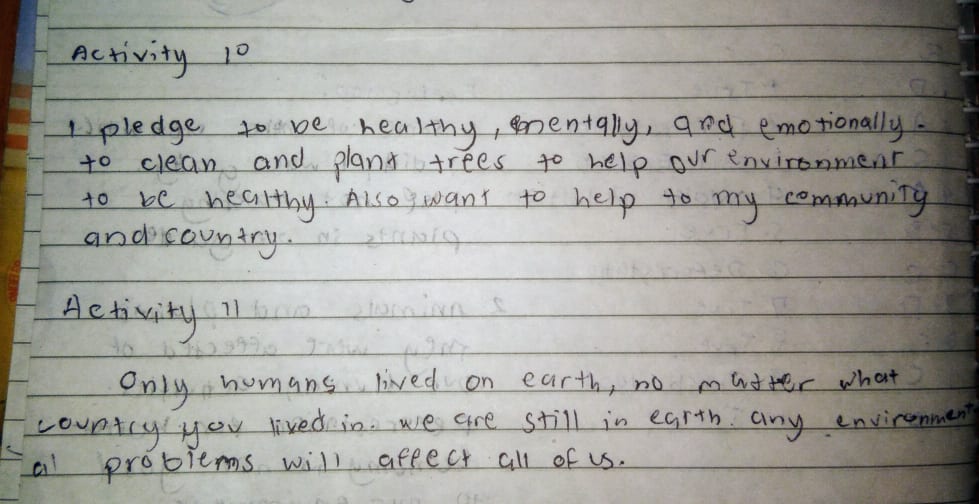 Activity 10
I pledge to be healthy, mentally, and emotionally.
to clean and plant trees to help our environment
to be healthy. Also want to help to my community
and country.
Activity 11
Only humans lived on earth, no matter what
country you lived in. we are still in earth. any environment
al problems will affect all of us.